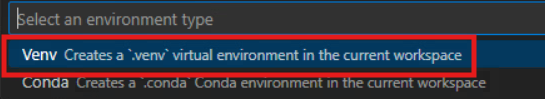 Select an environment type
Venv Creates a `.venv` virtual environment in the current workspace
Conda Creates a `.conda` Conda environment in the current workspace